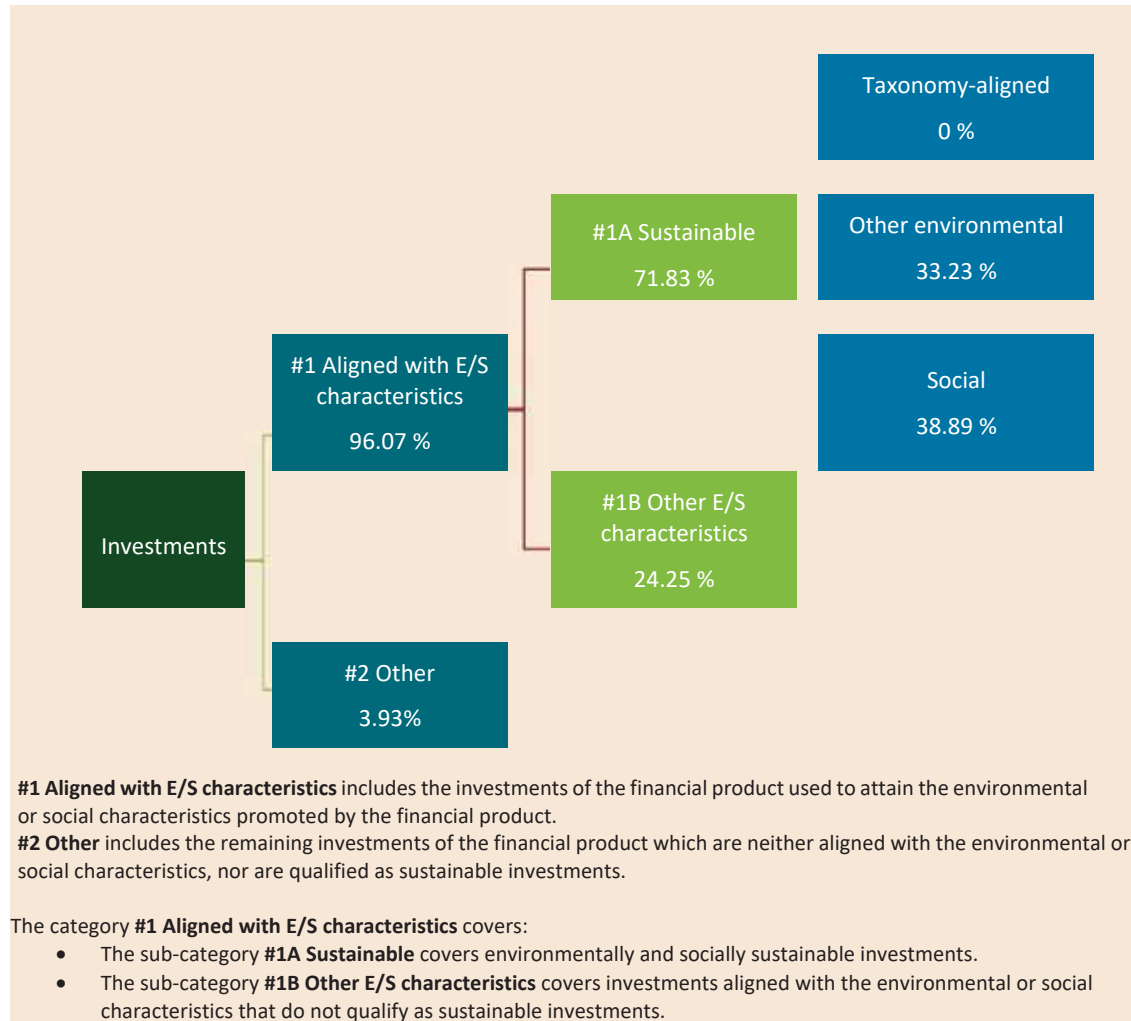 Taxonomy-aligned
0 %
#1A Sustainable
71.83 %
Other environmental
33.23 %
#1 Aligned with E/S
characteristics
96.07 %
Social
38.89 %
Investments
#1B Other E/S
characteristics
24.25 %
#2 Other
3.93%
#1 Aligned with E/S characteristics includes the investments of the financial product used to attain the environmental
or social characteristics promoted by the financial product.
#2 Other includes the remaining investments of the financial product which are neither aligned with the environmental or
social characteristics, nor are qualified as sustainable investments.
The category #1 Aligned with E/S characteristics covers:
• The sub-category #1A Sustainable covers environmentally and socially sustainable investments.
• The sub-category #1B Other E/S characteristics covers investments aligned with the environmental or social
characteristics that do not qualify as sustainable investments.